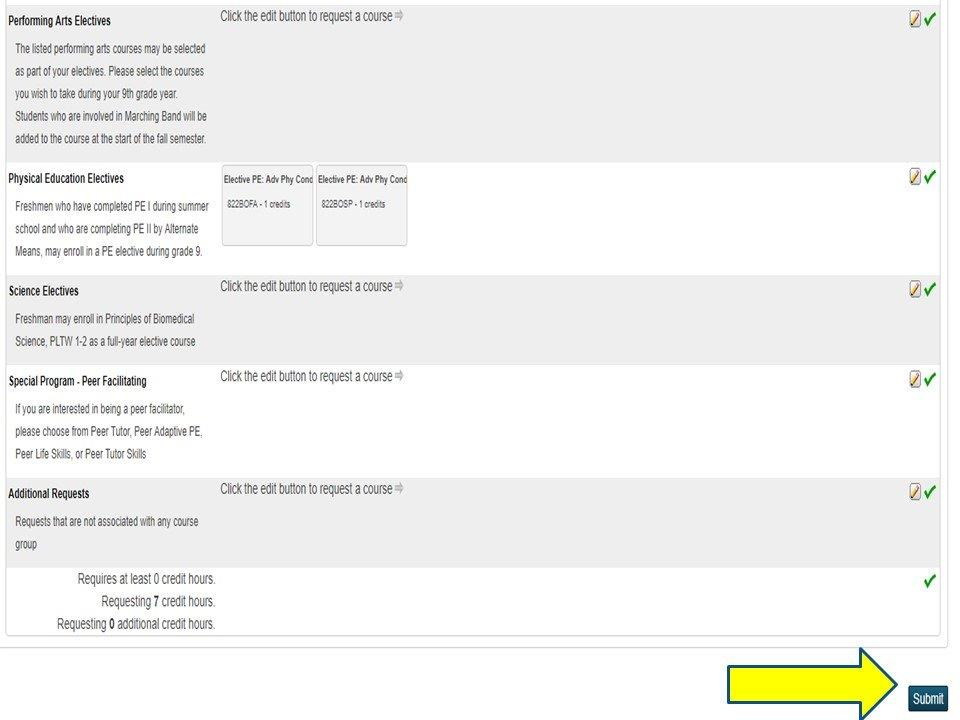 Performing Arts Electives
Click the edit button to request a course
The listed performing arts courses may be selected
as part of your electives. Please select the courses
you wish to take during your 9th grade year.
Students who are involved in Marching Band will be
added to the course at the start of the fall semester.
Physical Education Electives
Freshmen who have completed PE I during summer
school and who are completing PE II by Alternate
Means, may enroll in a PE elective during grade 9.
Elective PE: Adv Phy Cond
822BOFA - 1 credits
Elective PE: Adv Phy Cond
822BOSP - 1 credits
Science Electives
Click the edit button to request a course
Freshman may enroll in Principles of Biomedical
Science, PLTW 1-2 as a full-year elective course
Special Program - Peer Facilitating
Click the edit button to request a course
If you are interested in being a peer facilitator,
please choose from Peer Tutor, Peer Adaptive PE,
Peer Life Skills, or Peer Tutor Skills
Additional Requests
Click the edit button to request a course
Requests that are not associated with any course
group
Requires at least 0 credit hours.
Requesting 7 credit hours.
Requesting 0 additional credit hours.
Submit